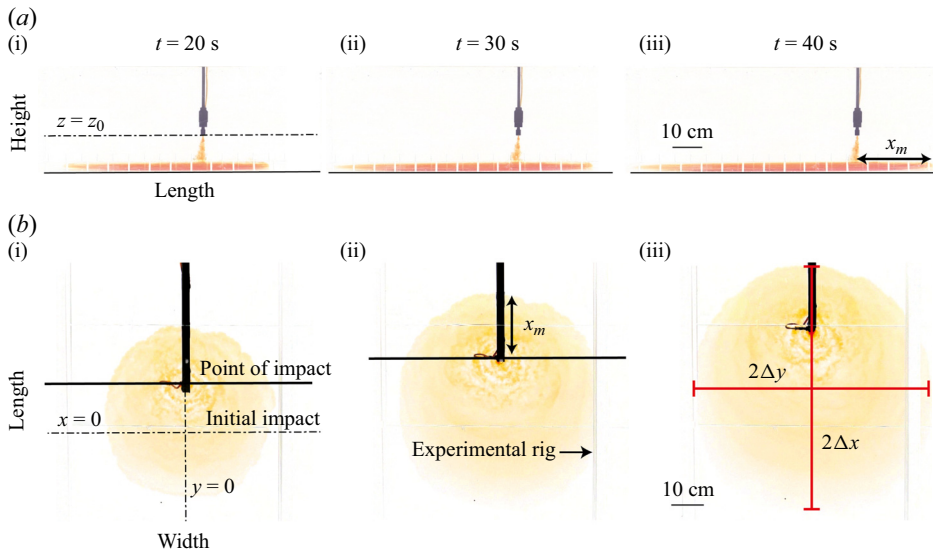 (a)
(i) t = 20 s (ii) t = 30 s (iii) t = 40 s
Height
z = z0
10 cm
xm
Length
(b)
(i) (ii) (iii)
Length
xm
Point of impact
2Δy
x = 0
Initial impact
2Δx
Experimental rig
y = 0
10 cm
Width